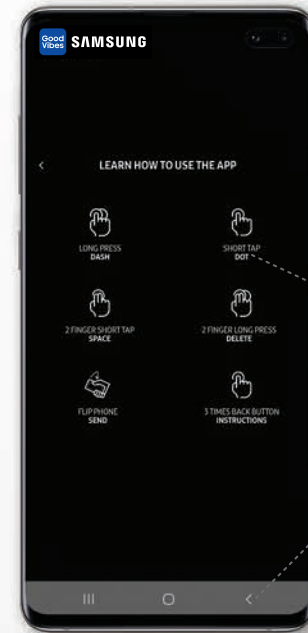 Good
Vibes
SAMSUNG
LEARN HOW TO USE THE APP
LONG PRESS
DASH
SHORT TAP
DOT
2 FINGER SHORT TAP
SPACE
2 FINGER LONG PRESS
DELETE
FLIP PHONE
SEND
3 TIMES BACK BUTTON
INSTRUCTIONS